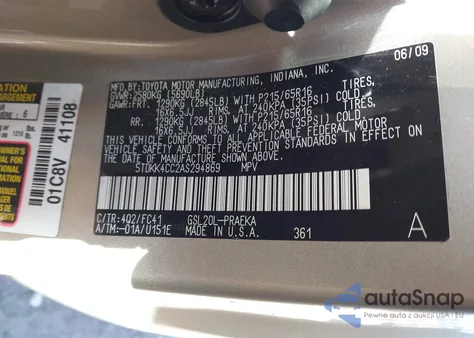 MFD. BY:
TOYOTA MOTOR MANUFACTURING, INDIANA, INC. 06/09
GVWR: 2580KG (5690LB)
GAWR: FRT. 1290KG (2845LB) WITH P215/65R16 TIRES,
16X6.5JJ RIMS, AT 240KPA (35PSI) COLD.
RR. 1290KG (2845LB) WITH P215/65R16 TIRES,
16X6.5JJ RIMS, AT 240KPA (35PSI) COLD.
THIS VEHICLE CONFORMS TO ALL APPLICABLE FEDERAL MOTOR
VEHICLE SAFETY AND THEFT PREVENTION STANDARDS IN EFFECT
ON THE DATE OF MANUFACTURE SHOWN ABOVE.
5TDKK4CC2AS294869 MPV
C/TR:4Q2/FC41 GSL20L-PRAEKA
A/TM:-01A/U151E MADE IN U.S.A. 361 A
01C8V 41108
autoSnap
Pewne auta z aukcji USA i EU